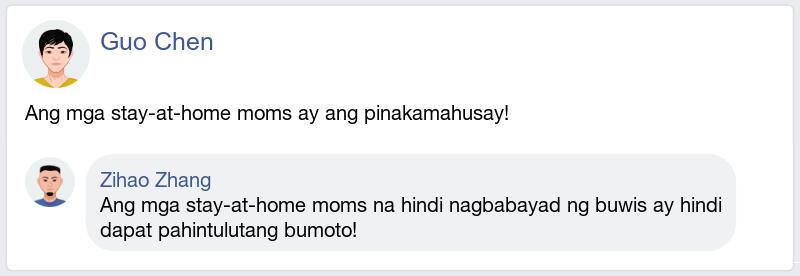 Guo Chen
Ang mga stay-at-home moms ay ang pinakamahusay!
Zihao Zhang
Ang mga stay-at-home moms na hindi nagbabayad ng buwis ay hindi
dapat pahintulutang bumoto!